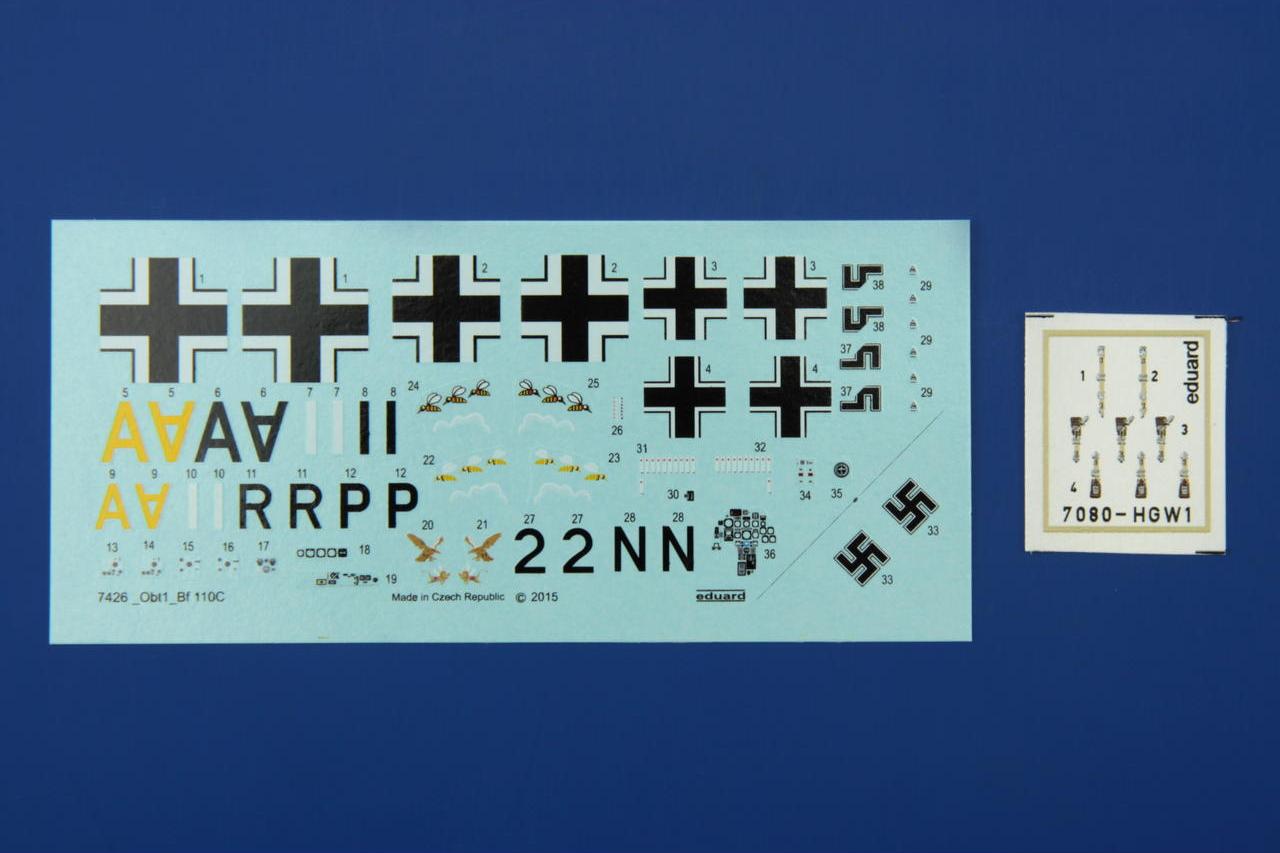 1 1 2 2 3 3 38 29
38 29
37
4 4 37 29
5 5 6 6 7 7 8 8 24 25
A A A A I I I I
26
9 9 10 10 11 11 12 12 22 23 31 32
A A I I R R P P
30 34 35
13 14 15 16 17 18 20 21 27 27 28 28 36 33
2 2 N N
19 33
7426 _Obt1_Bf 110C Made in Czech Republic © 2015 eduard
1 2 eduard
3
4
7080-HGW1